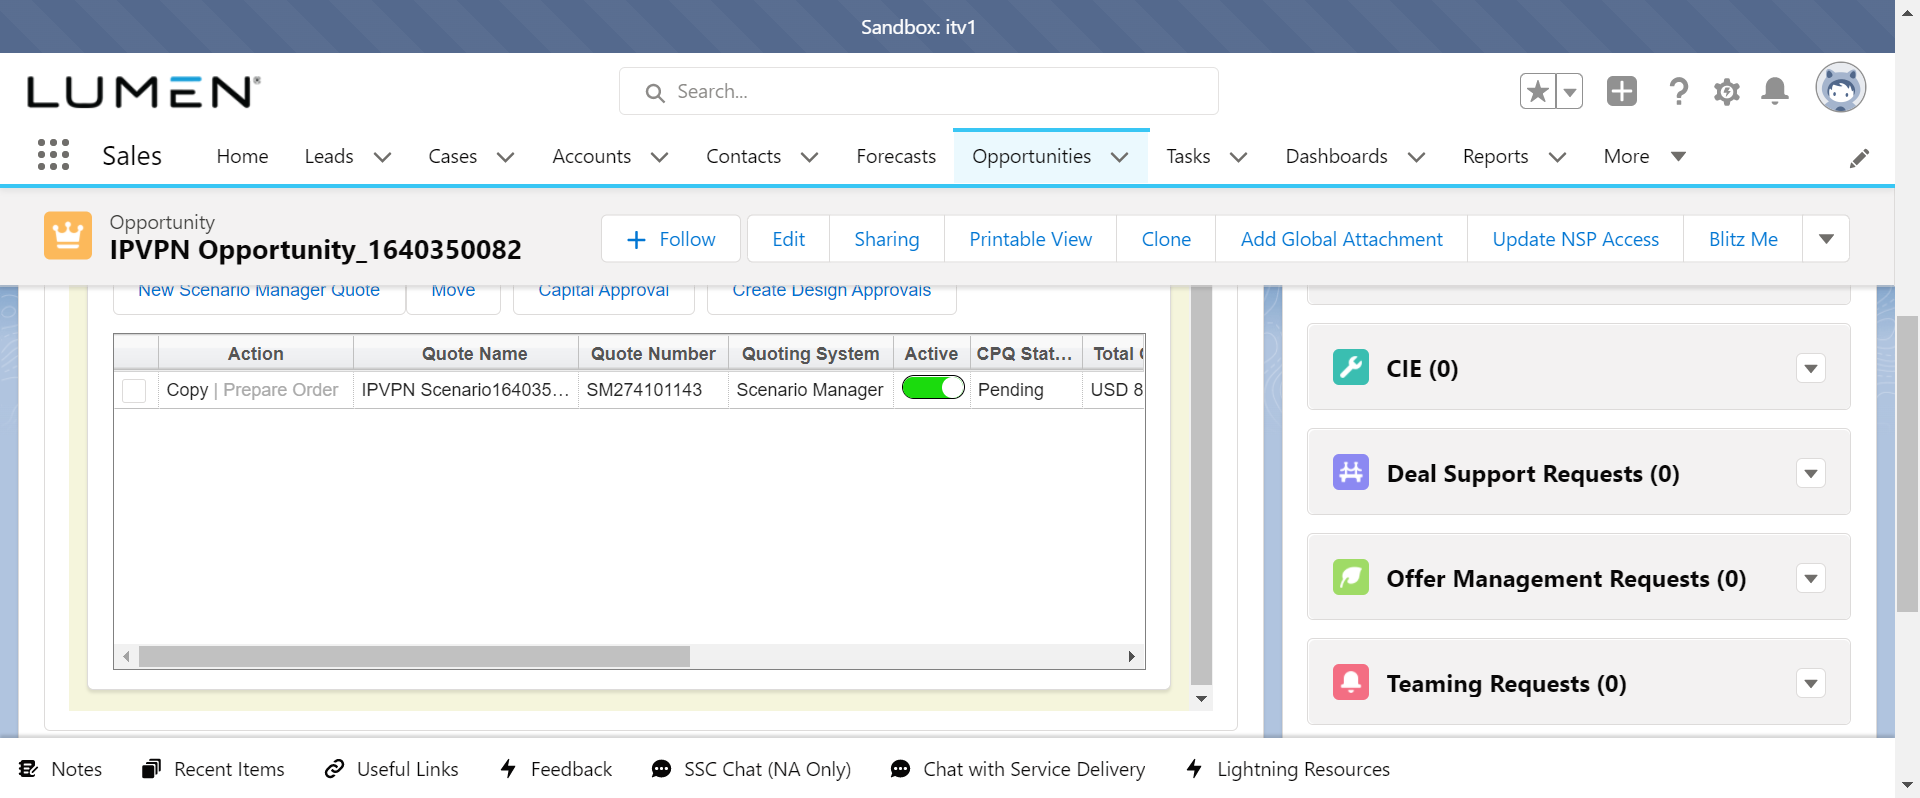 Sandbox: itv1
LUMEN
Search...
Sales
Home
Leads
Cases
Accounts
Contacts
Forecasts
Opportunities
Tasks
Dashboards
Reports
More
Opportunity
IPVPN Opportunity_1640350082
Follow
Edit
Sharing
Printable View
Clone
Add Global Attachment
Update NSP Access
Blitz Me
New Scenario Manager Quote
Move
Capital Approval
Create Design Approvals
Action
Quote Name
Quote Number
Quoting System
Active
CPQ Stat...
Total
Copy | Prepare Order
IPVPN Scenario164035...
SM274101143
Scenario Manager
Pending
USD 8
CIE (0)
Deal Support Requests (0)
Offer Management Requests (0)
Teaming Requests (0)
Notes
Recent Items
Useful Links
Feedback
SSC Chat (NA Only)
Chat with Service Delivery
Lightning Resources